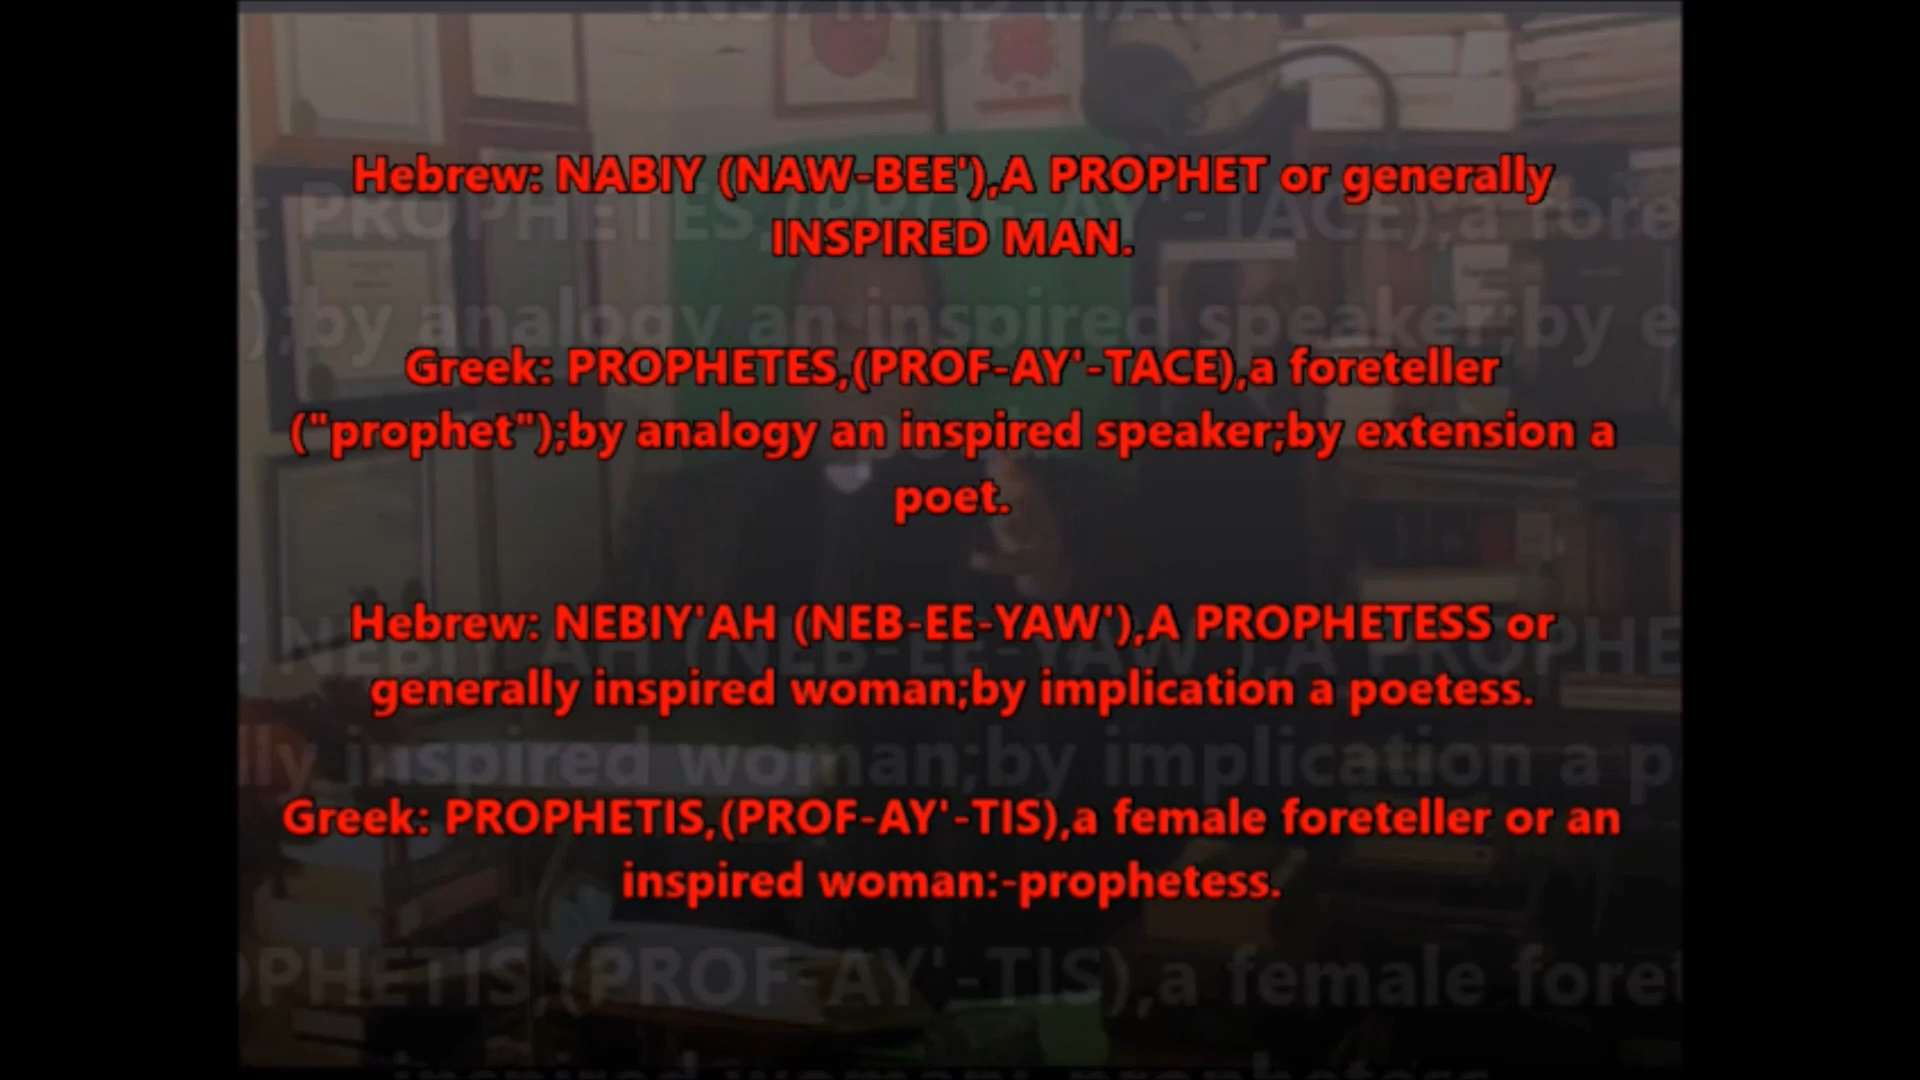 Hebrew: NABIY (NAW-BEE'),A PROPHET or generally
INSPIRED MAN.
Greek: PROPHETES,(PROF-AY'-TACE),a foreteller
("prophet");by analogy an inspired speaker;by extension a
poet.
Hebrew: NEBIY'AH (NEB-EE-YAW'),A PROPHETESS or
generally inspired woman;by implication a poetess.
Greek: PROPHETIS,(PROF-AY'-TIS),a female foreteller or an
inspired woman:-prophetess.